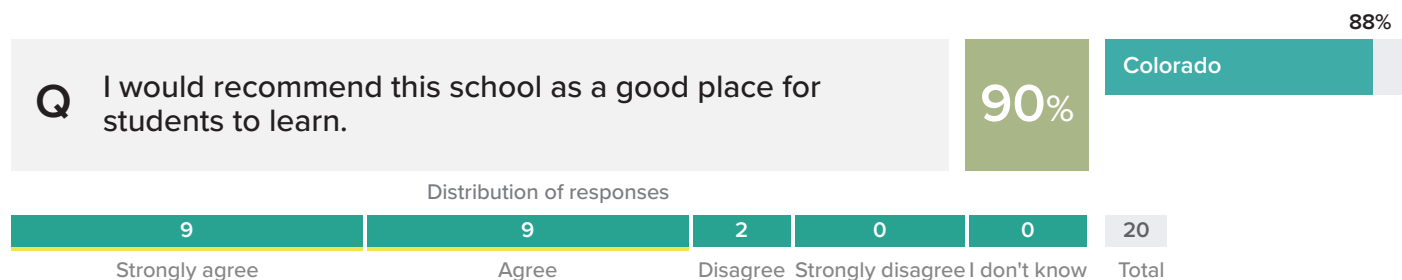 88%
Q
I would recommend this school as a good place for
students to learn.
90%
Colorado
Distribution of responses
9 9 2 0 0 20
Strongly agree Agree Disagree Strongly disagree I don't know Total